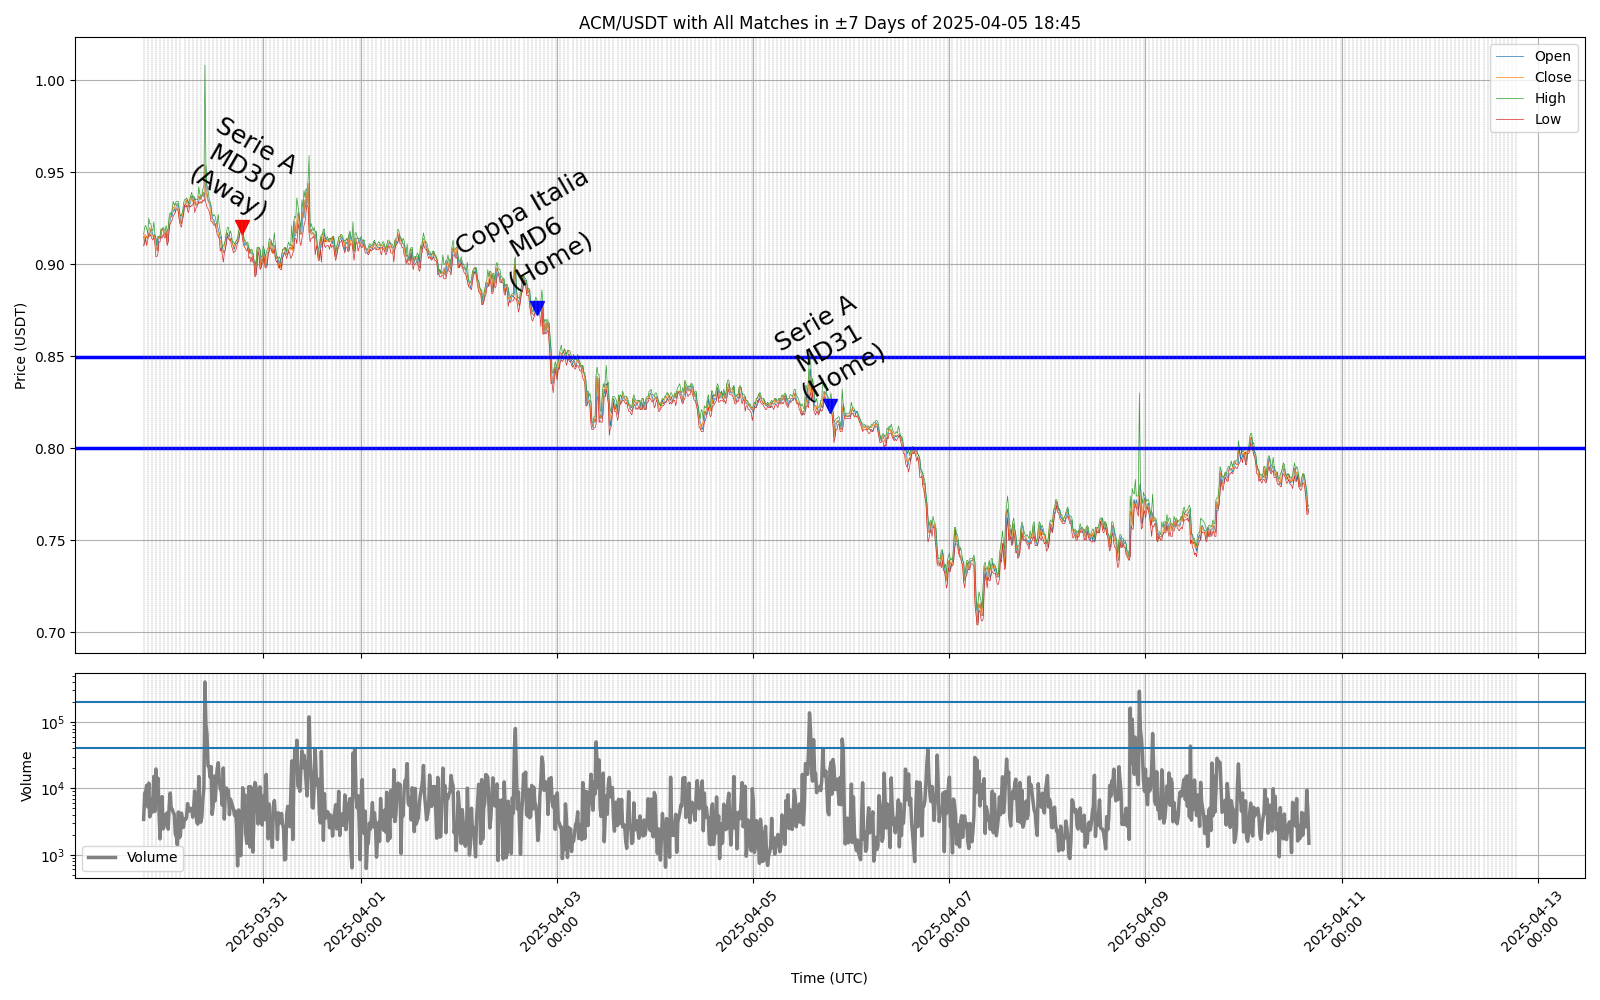 ACM/USDT with All Matches in ±7 Days of 2025-04-05 18:45
Price (USDT)
1.00
0.95
0.90
0.85
0.80
0.75
0.70
Serie A
MD30
(Away)
Coppa Italia
MD6
(Home)
Serie A
MD31
(Home)
Open
Close
High
Low
Volume
10^5
10^4
10^3
Volume
2025-03-31
00:00
2025-04-01
00:00
2025-04-03
00:00
2025-04-05
00:00
2025-04-07
00:00
2025-04-09
00:00
2025-04-11
00:00
2025-04-13
00:00
Time (UTC)